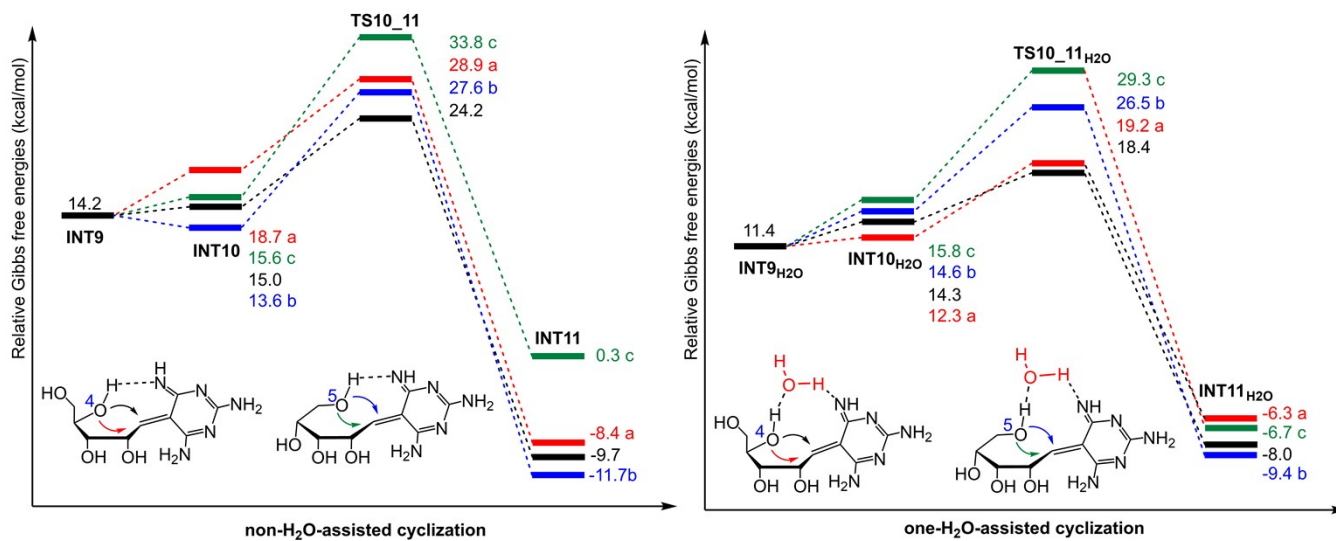 Relative Gibbs free energies (kcal/mol)
TS10_11
33.8 c
28.9 a
27.6 b
24.2
14.2
INT9
INT10
18.7 a
15.6 c
15.0
13.6 b
INT11
0.3 c
-8.4 a
-9.7
-11.7b
HO
H
4
O
OH
OH
NH
N
N
NH₂
H₂N
H
5
O
HO
OH
OH
NH
N
N
NH₂
H₂N
non-H₂O-assisted cyclization
Relative Gibbs free energies (kcal/mol)
TS10_11H₂O
29.3 c
26.5 b
19.2 a
18.4
11.4
INT9H₂O
INT10H₂O
15.8 c
14.6 b
14.3
12.3 a
INT11H₂O
-6.3 a
-6.7 c
-8.0
-9.4 b
H
O
H
H
HO
4
O
OH
OH
NH
N
N
NH₂
H₂N
H
O
H
H
5
O
HO
OH
OH
NH
N
N
NH₂
H₂N
one-H₂O-assisted cyclization